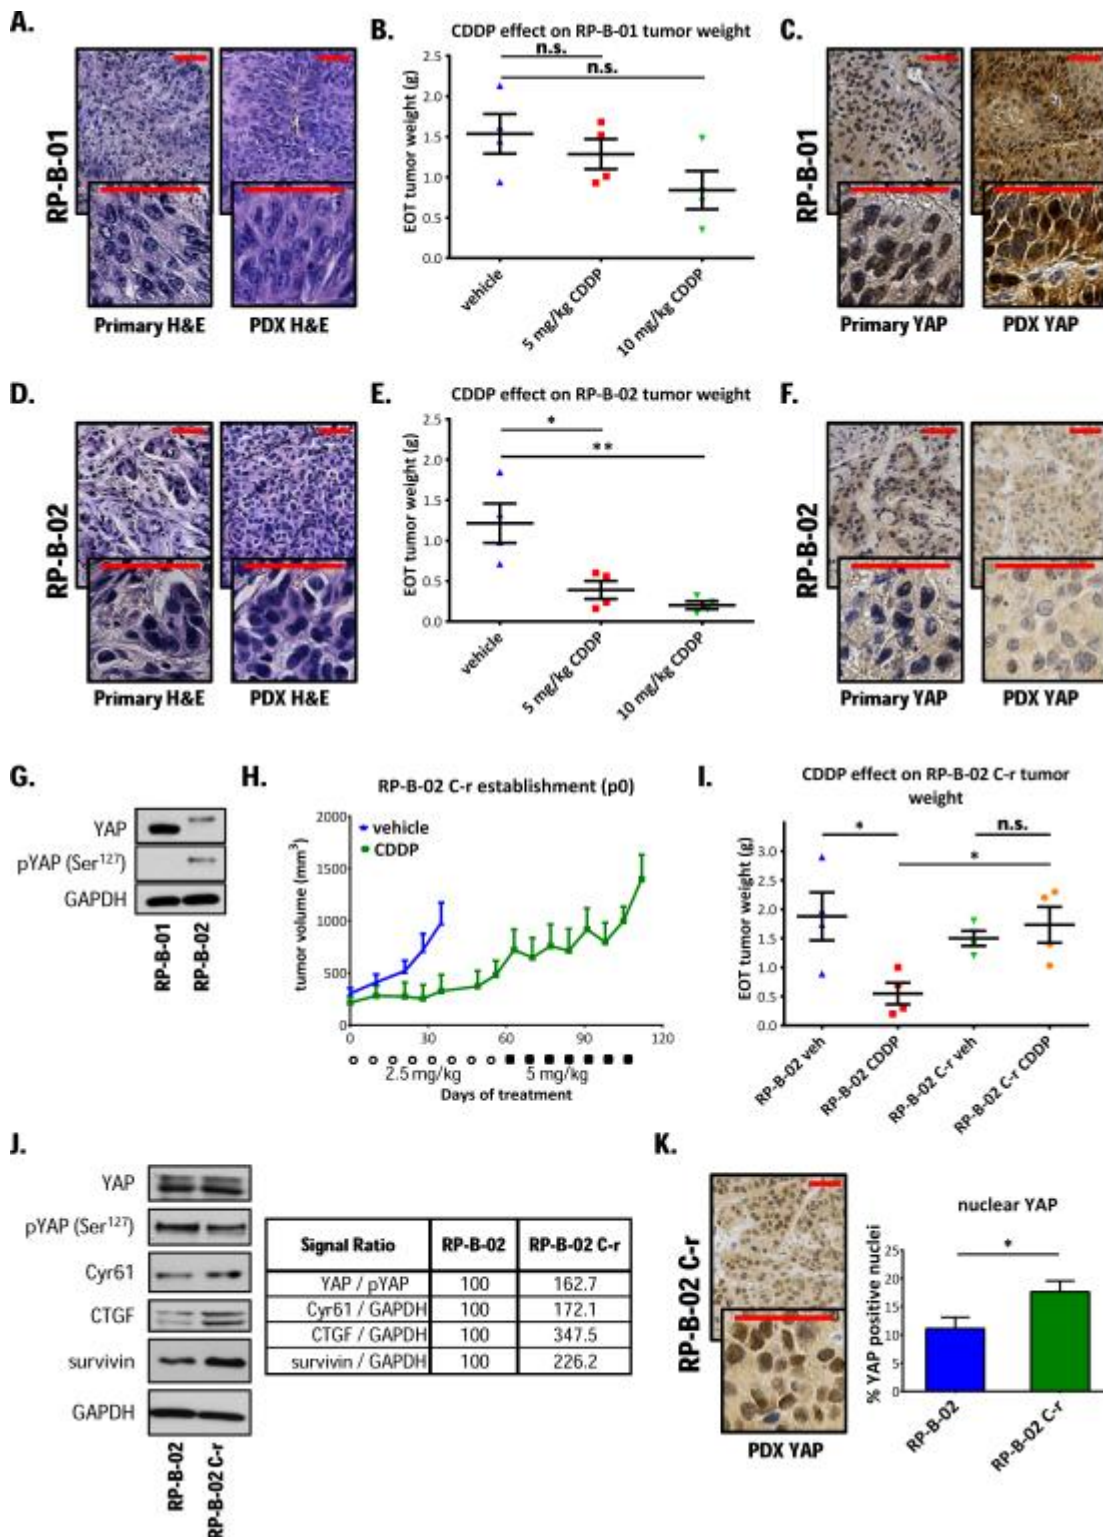 A.
RP-B-01
Primary H&E
PDX H&E
B.
CDDP effect on RP-B-01 tumor weight
n.s.
n.s.
EOT tumor weight (g)
2.5
2.0
1.5
1.0
0.5
0.0
vehicle
5 mg/kg CDDP
10 mg/kg CDDP
C.
Primary YAP
PDX YAP
D.
RP-B-02
Primary H&E
PDX H&E
E.
CDDP effect on RP-B-02 tumor weight
*
**
EOT tumor weight (g)
2.5
2.0
1.5
1.0
0.5
0.0
vehicle
5 mg/kg CDDP
10 mg/kg CDDP
F.
RP-B-01
RP-B-02
Primary YAP
PDX YAP
G.
YAP
pYAP (Ser127)
GAPDH
RP-B-01
RP-B-02
H.
RP-B-02 C-r establishment (p0)
tumor volume (mm3)
2000
1500
1000
500
0
vehicle
CDDP
0 30 60 90 120
2.5 mg/kg 5 mg/kg
Days of treatment
I.
CDDP effect on RP-B-02 C-r tumor
weight
* n.s.
*
EOT tumor weight (g)
3.0
2.5
2.0
1.5
1.0
0.5
0.0
RP-B-02 veh
RP-B-02 CDDP
RP-B-02 C-r veh
RP-B-02 C-r CDDP
J.
YAP
pYAP (Ser127)
Cyr61
CTGF
survivin
GAPDH
RP-B-02
RP-B-02 C-r
Signal Ratio RP-B-02 RP-B-02 C-r
YAP / pYAP 100 162.7
Cyr61 / GAPDH 100 172.1
CTGF / GAPDH 100 347.5
survivin / GAPDH 100 226.2
K.
RP-B-02 C-r
PDX YAP
nuclear YAP
*
% YAP positive nuclei
25
20
15
10
5
0
RP-B-02
RP-B-02 C-r